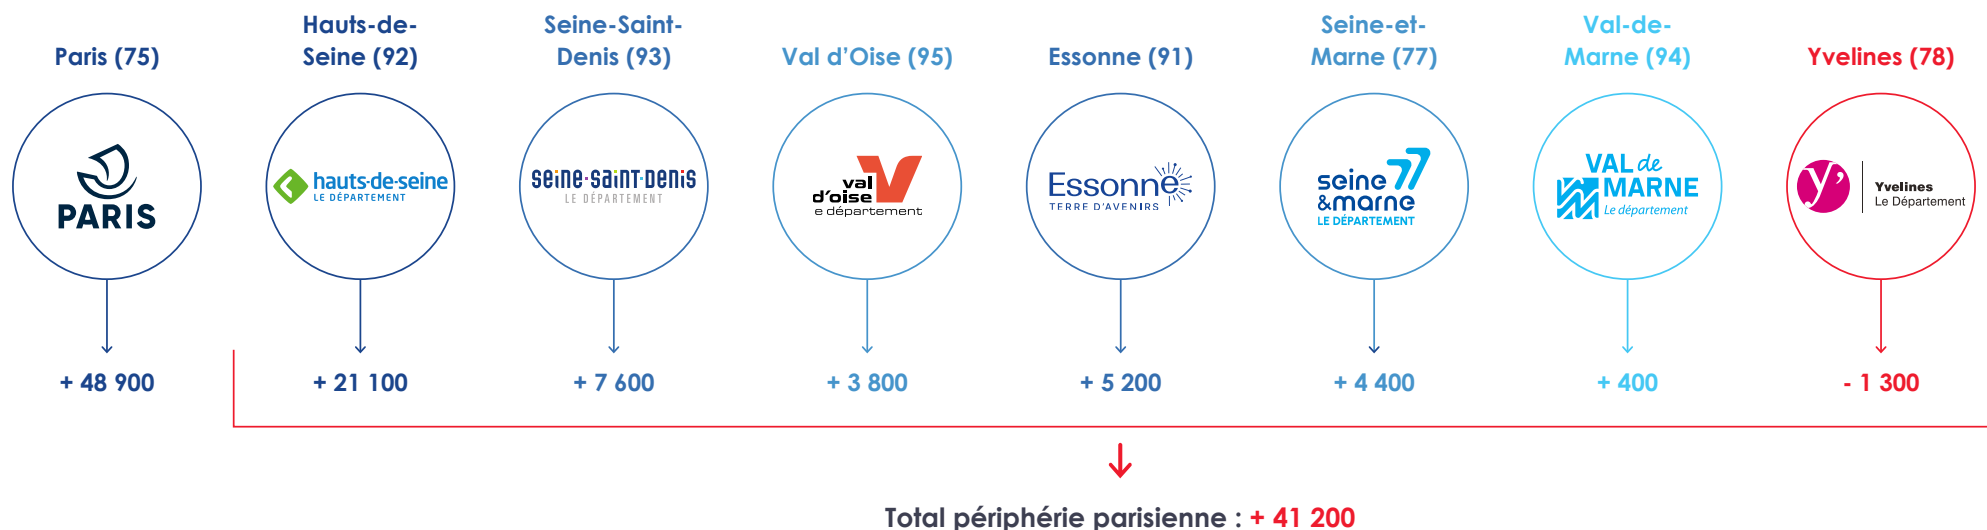 Paris (75)
Hauts-de-
Seine (92)
Seine-Saint-
Denis (93)
Val d'Oise (95)
Essonne (91)
Seine-et-
Marne (77)
Val-de-
Marne (94)
Yvelines (78)
PARIS
hauts-de-seine
LE DÉPARTEMENT
seine-saint-denis
LE DÉPARTEMENT
val
d'oise
e département
Essonne
TERRE D'AVENIRS
seine 77
&marne
LE DÉPARTEMENT
VAL de
MARNE
Le département
y'
Yvelines
Le Département
+ 48 900
+ 21 100
+ 7 600
+ 3 800
+ 5 200
+ 4 400
+ 400
- 1 300
Total périphérie parisienne : + 41 200